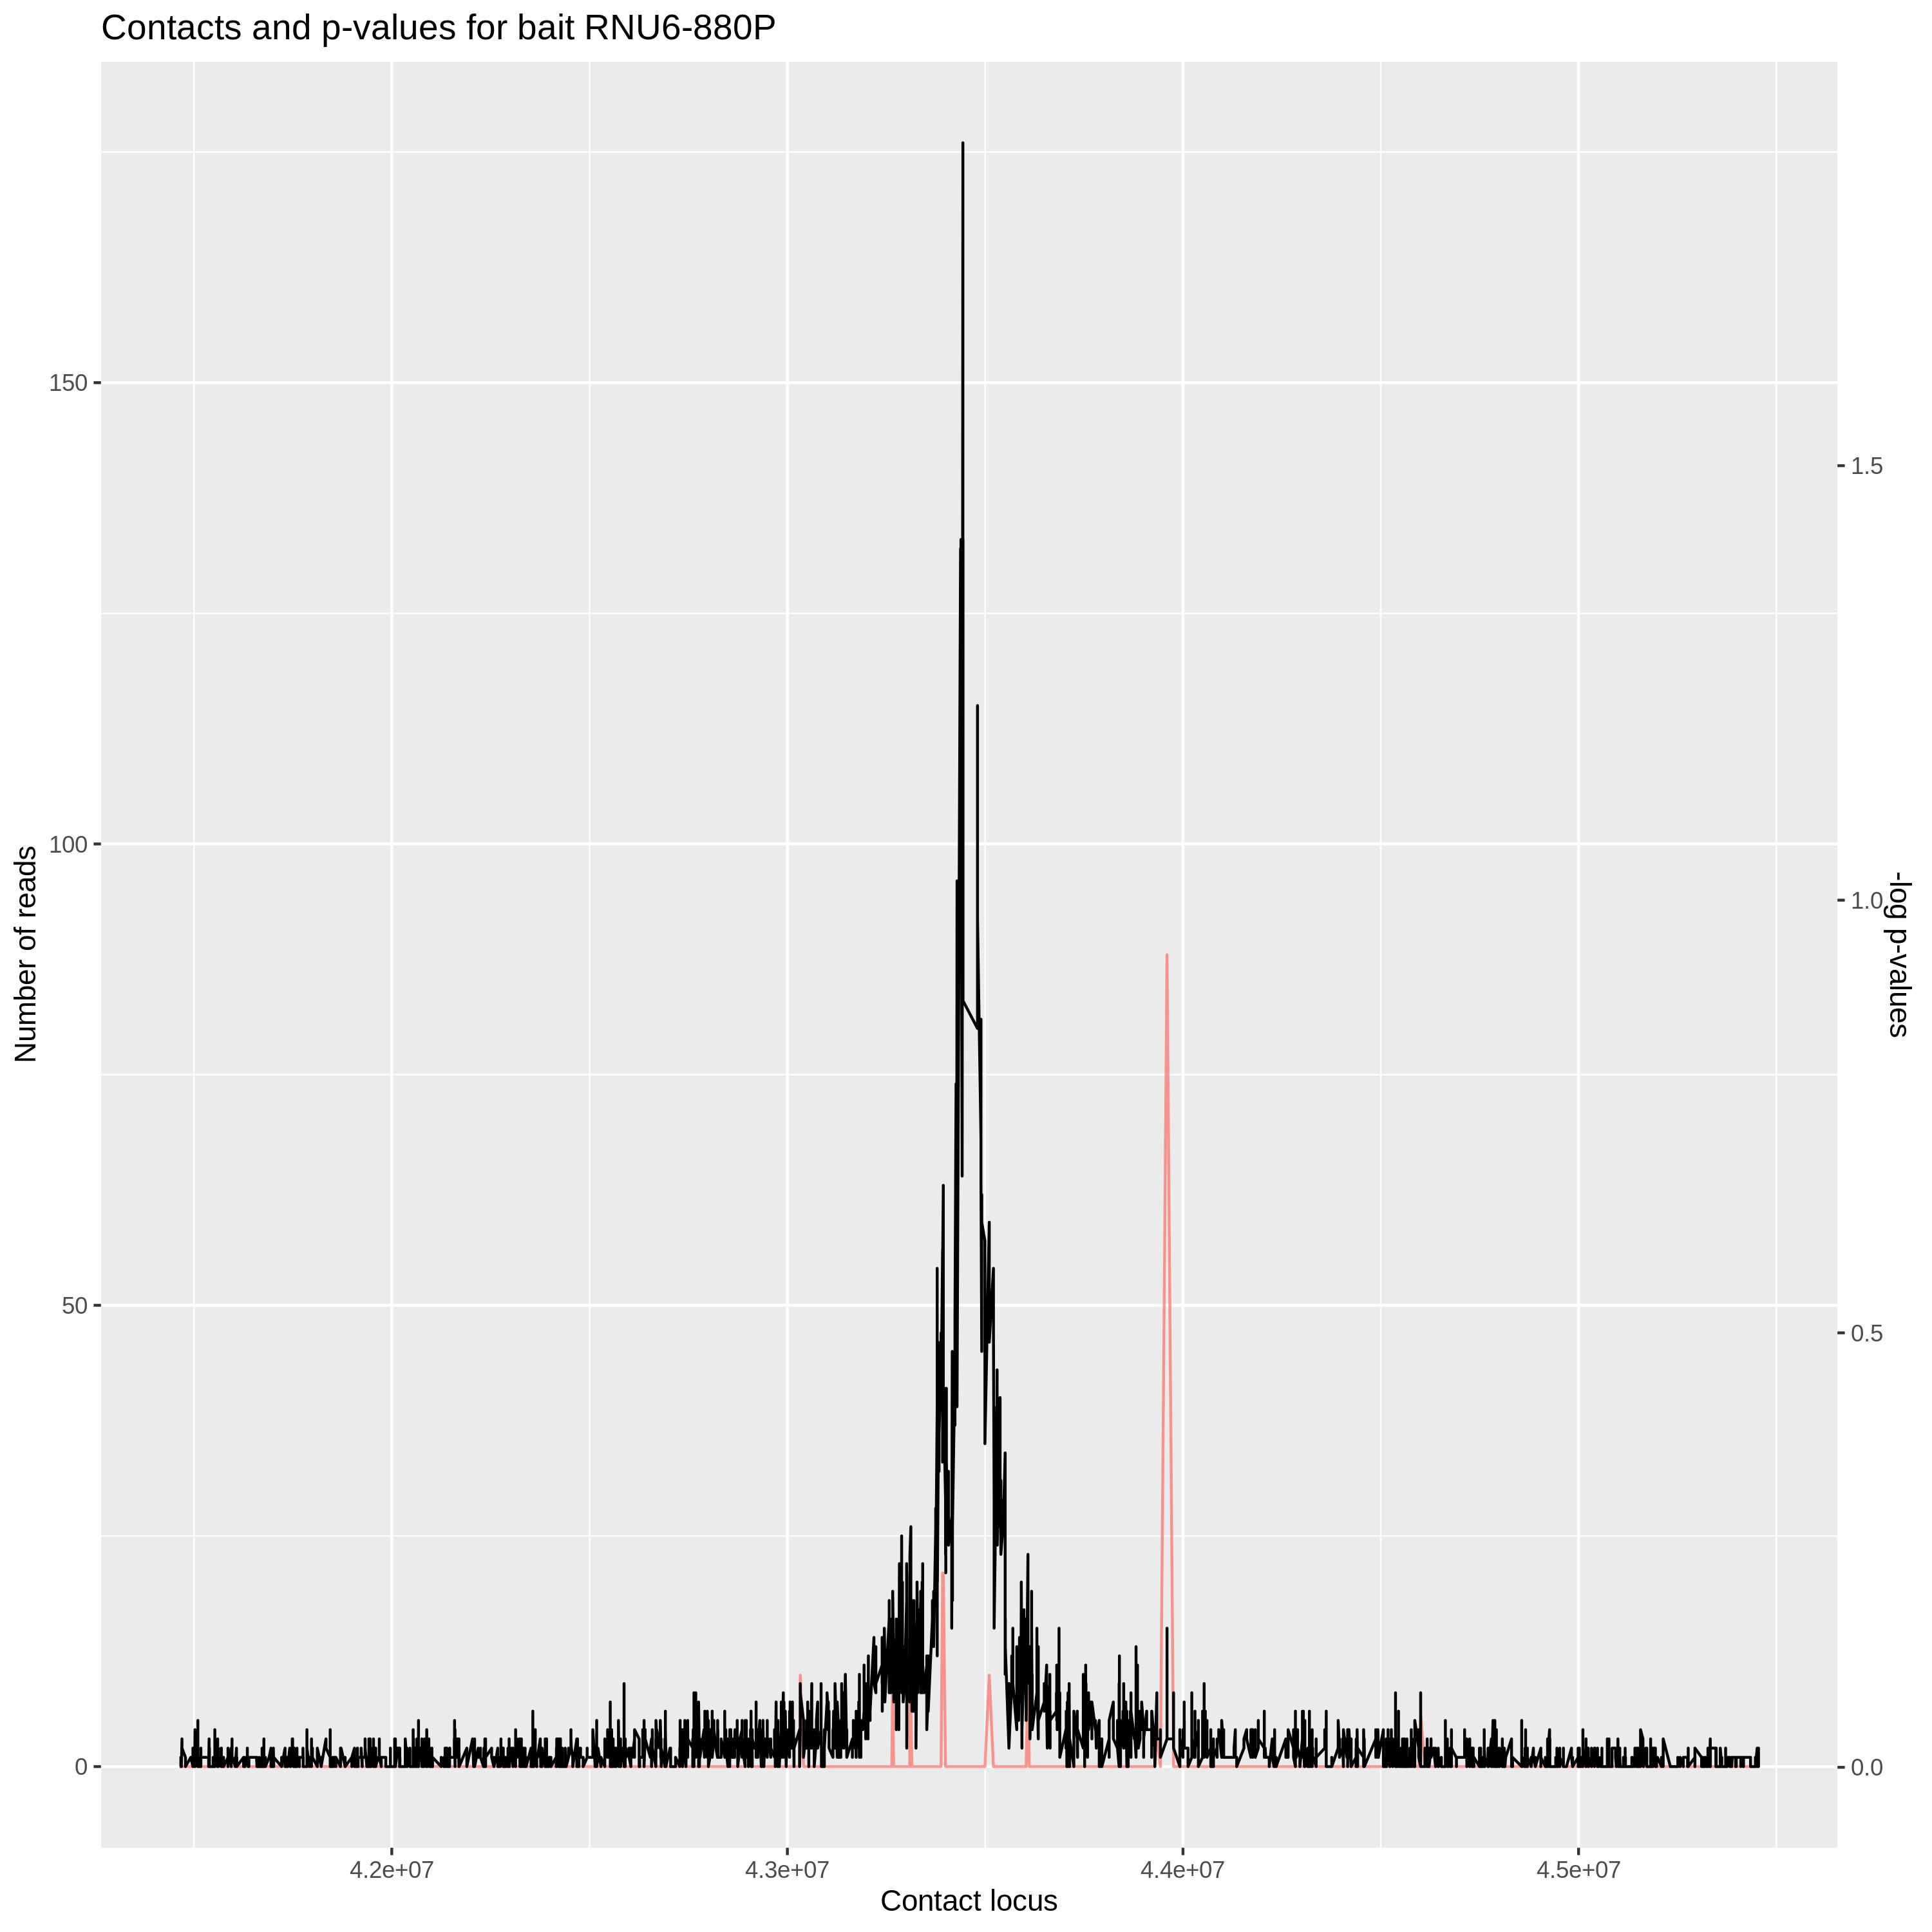 Contacts and p-values for bait RNU6-880P
150
100
50
0
Number of reads
1.5
1.0
0.5
0.0
-log p-values
4.2e+07
4.3e+07
4.4e+07
4.5e+07
Contact locus